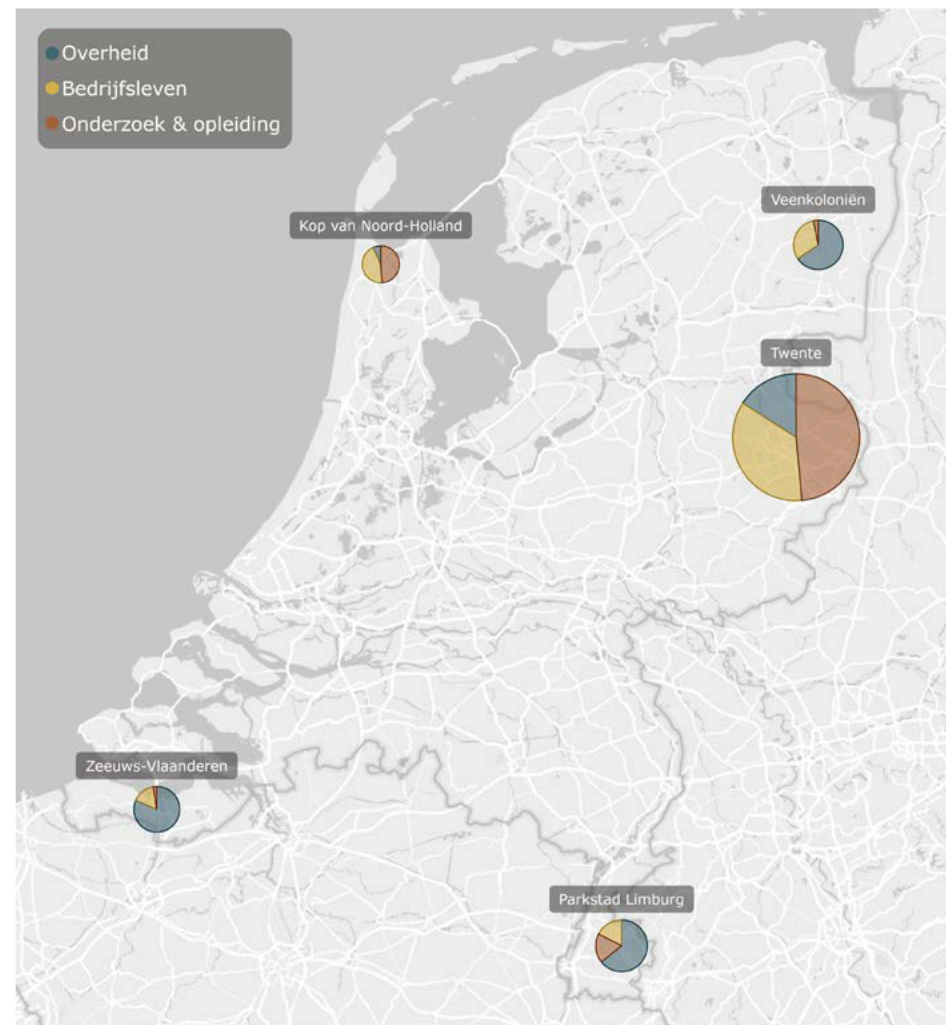 Overheid
Bedrijfsleven
Onderzoek & opleiding
Veenkoloniën
Kop van Noord-Holland
Twente
Zeeuws-Vlaanderen
Parkstad Limburg